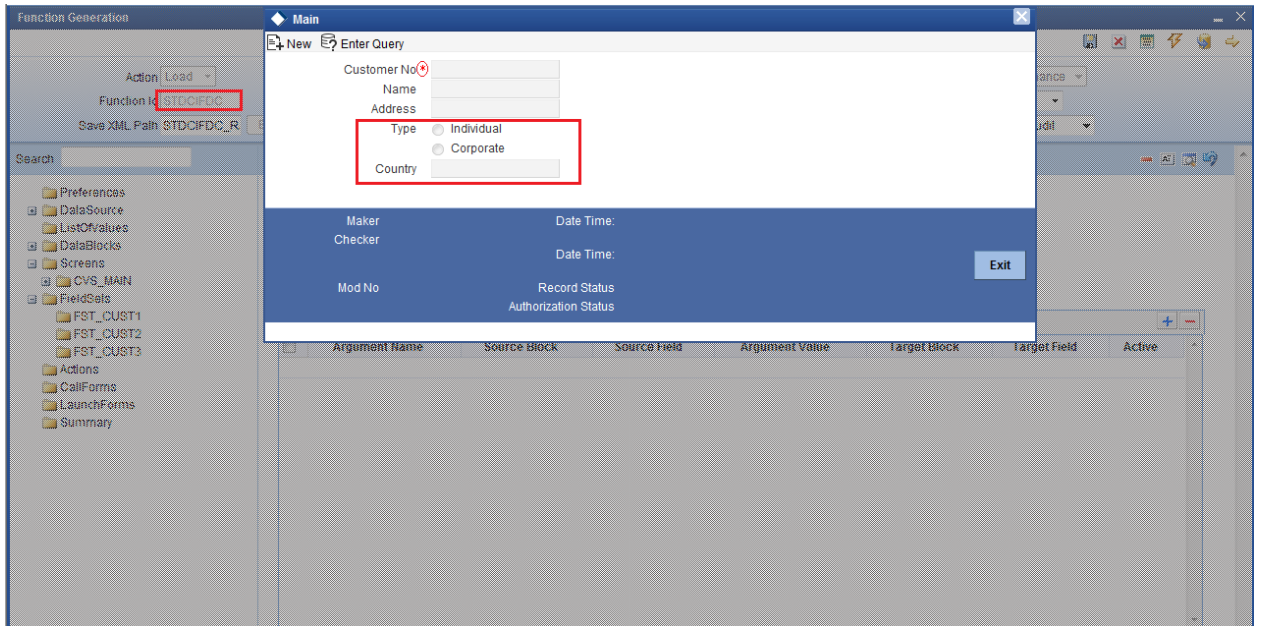 Function Generation
Main
New Enter Query
Customer No
Name
Address
Type Individual
Corporate
Country
Action Load
Function Id STDCIFDC
Save XML Path STDCIFDC_R
Search
Preferences
DataSource
ListOfValues
DataBlocks
Screens
CVS_MAIN
FieldSets
FST_CUST1
FST_CUST2
FST_CUST3
Actions
CallForms
LaunchForms
Summary
Maker Date Time:
Checker
Date Time:
Exit
Mod No Record Status
Authorization Status
Argument Name Source Block Source Field Argument Value Target Block Target Field Active